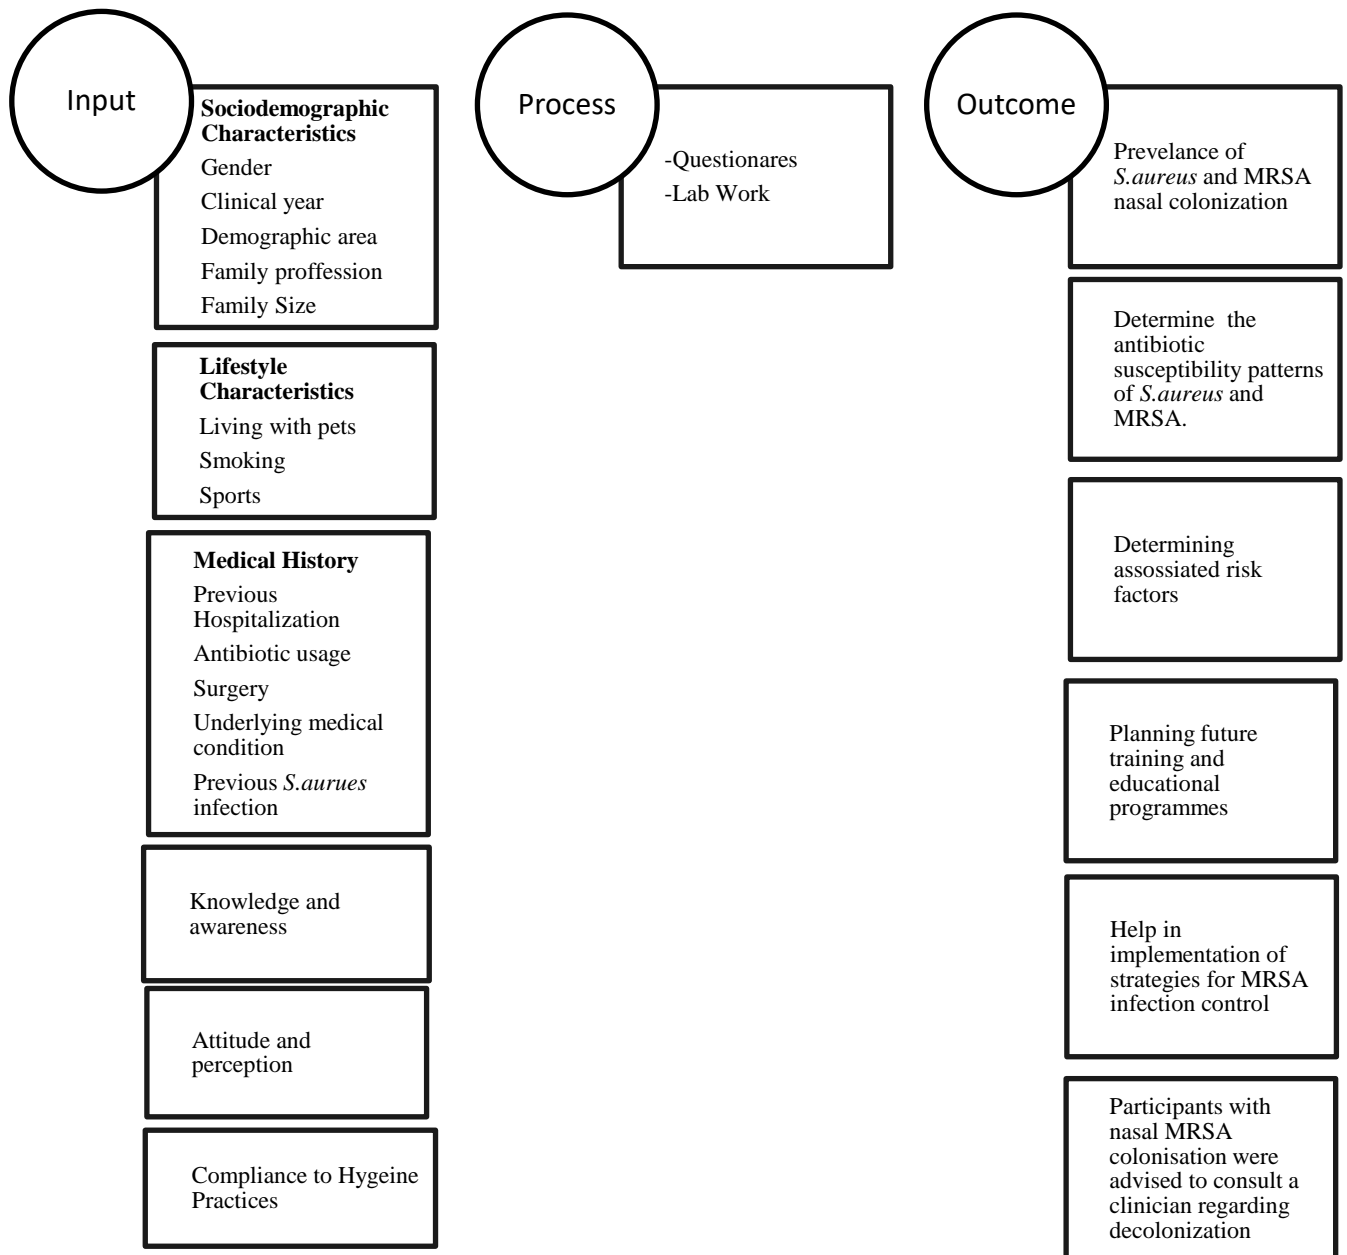 Input
Sociodemographic
Characteristics
Gender
Clinical year
Demographic area
Family proffession
Family Size
Lifestyle
Characteristics
Living with pets
Smoking
Sports
Medical History
Previous
Hospitalization
Antibiotic usage
Surgery
Underlying medical
condition
Previous S.aurues
infection
Knowledge and
awareness
Attitude and
perception
Compliance to Hygeine
Practices
Process
-Questionares
-Lab Work
Outcome
Prevelance of
S.aureus and MRSA
nasal colonization
Determine the
antibiotic
susceptibility patterns
of S.aureus and
MRSA.
Determining
assossiated risk
factors
Planning future
training and
educational
programmes
Help in
implementation of
strategies for MRSA
infection control
Participants with
nasal MRSA
colonisation were
advised to consult a
clinician regarding
decolonization